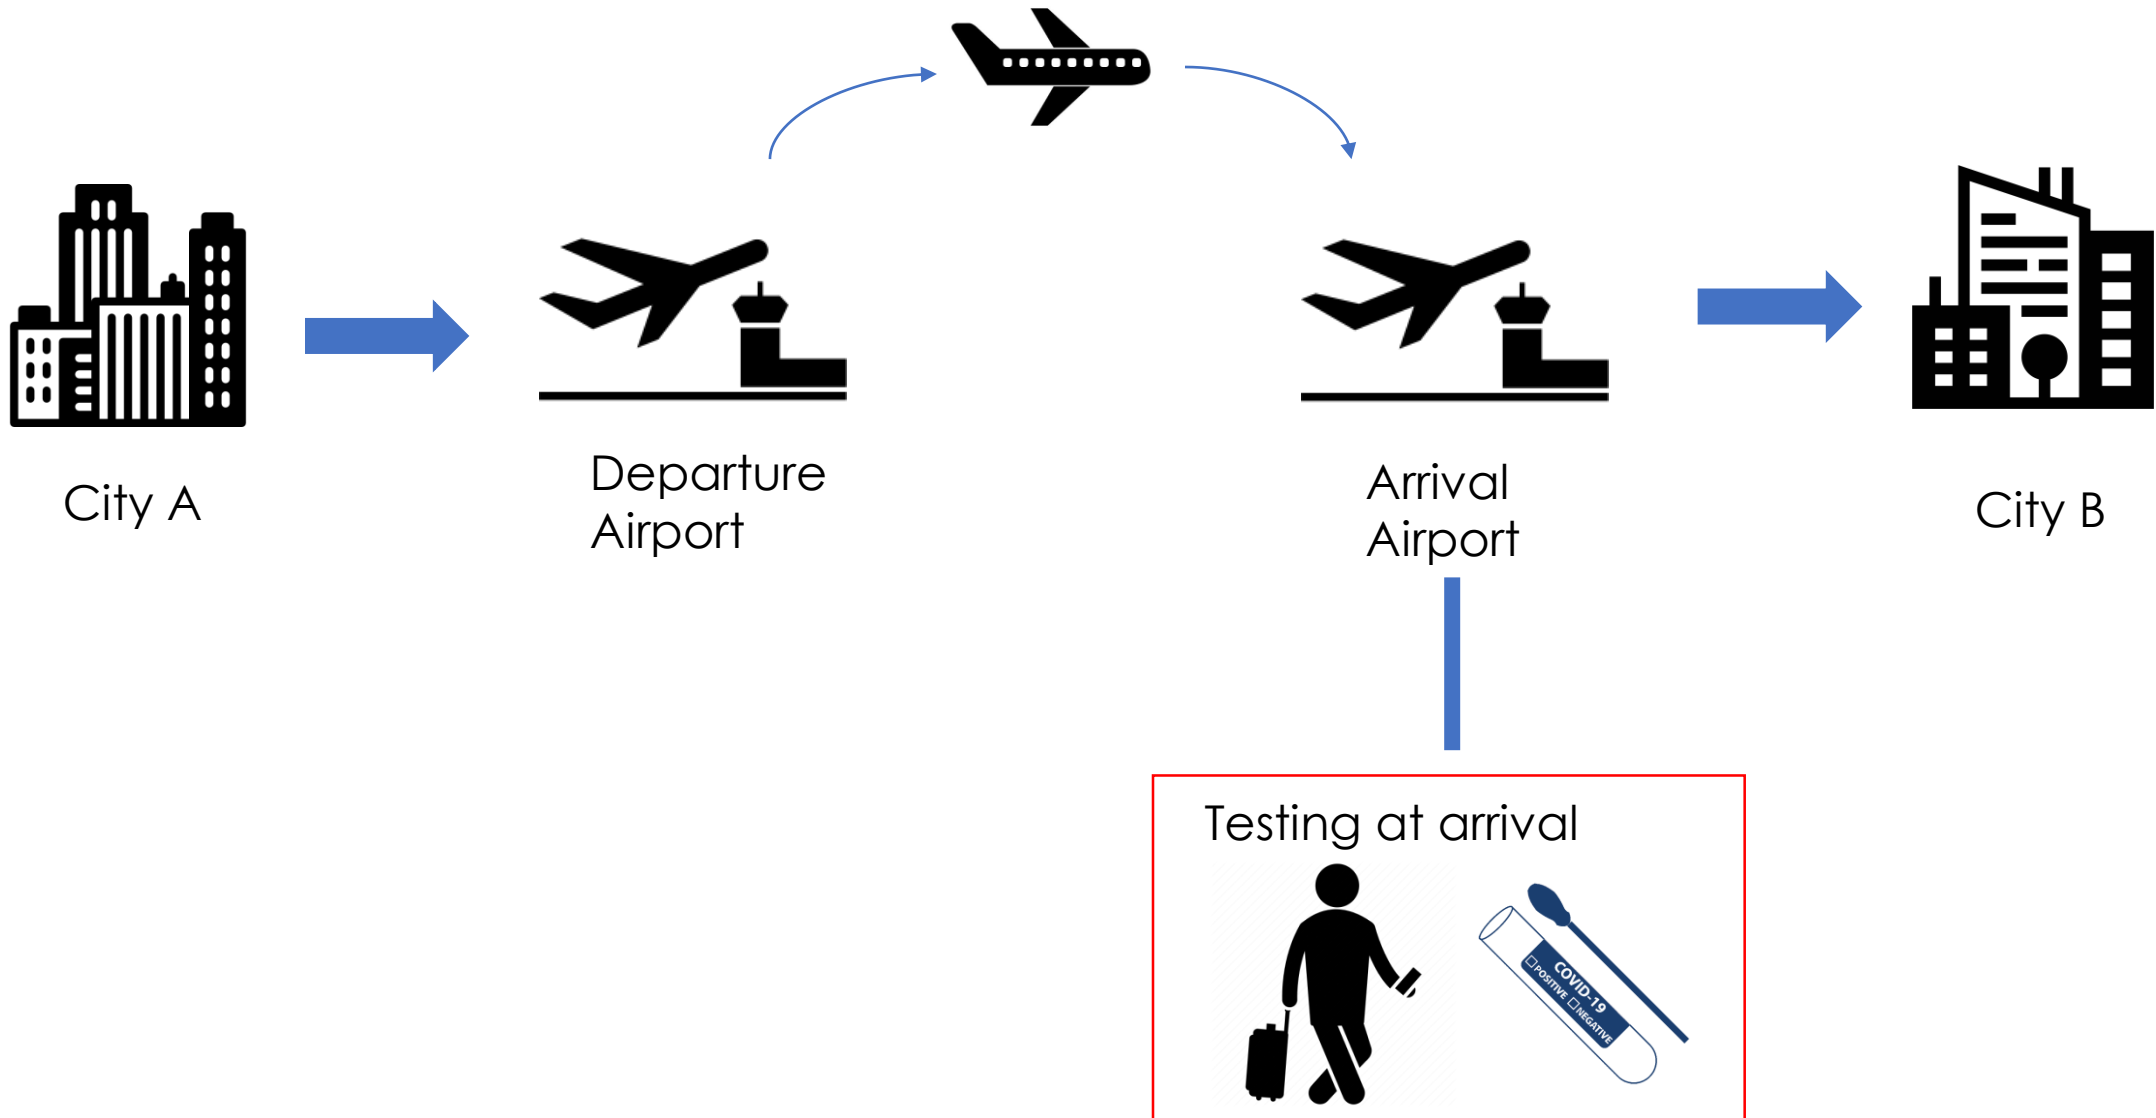 City A
Departure
Airport
Arrival
Airport
City B
Testing at arrival
COVID-19
POSITIVE NEGATIVE